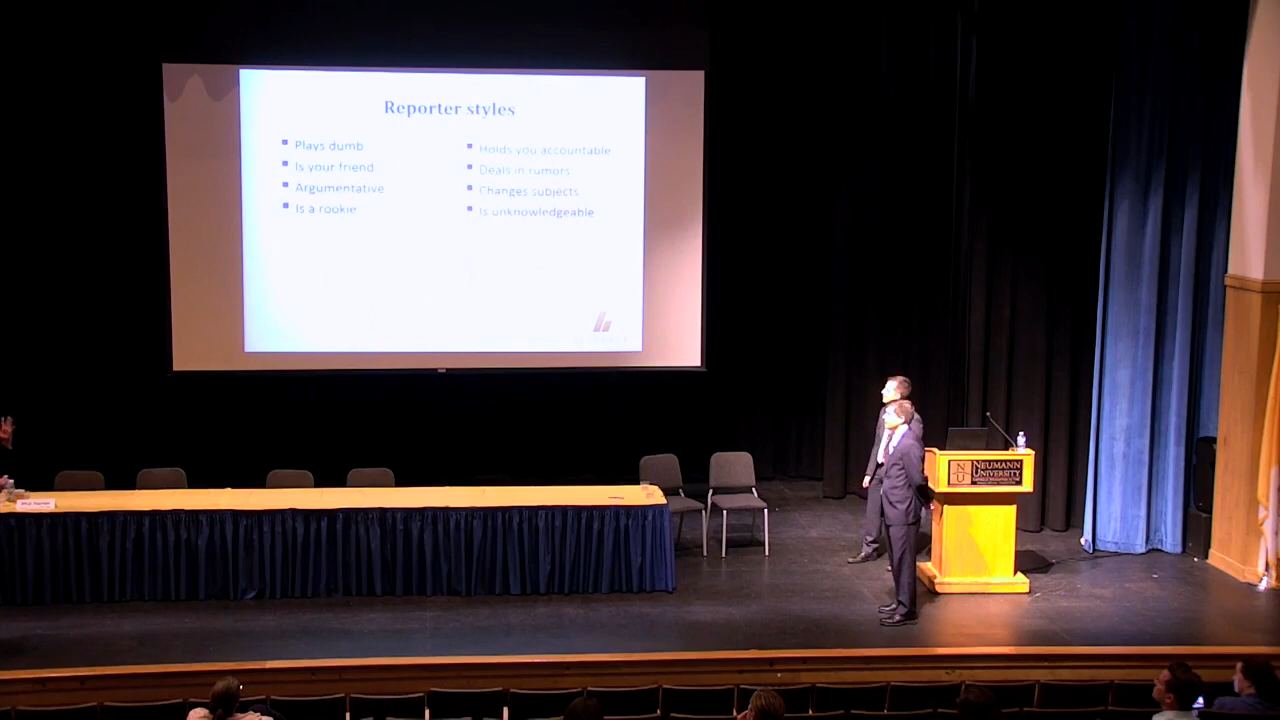 Reporter styles
Plays dumb
Is your friend
Argumentative
Is a rookie
Holds you accountable
Deals in rumors
Changes subjects
Is unknowledgeable
NEUMANN
UNIVERSITY